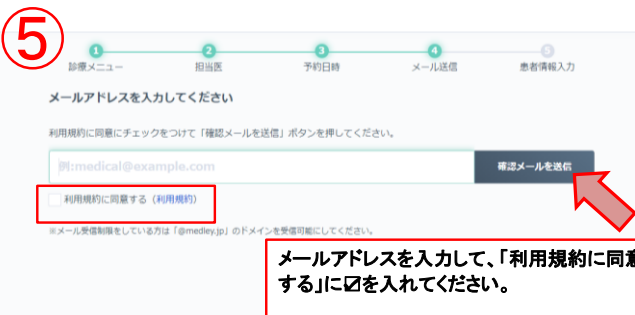 ⑤
1 2 3 4 5
診療メニュー 担当医 予約日時 メール送信 患者情報入力
メールアドレスを入力してください
利用規約に同意にチェックをつけて「確認メールを送信」ボタンを押してください。
例:medical@example.com
確認メールを送信
利用規約に同意する（利用規約）
※メール受信制限をしている方は「@medley.jp」のドメインを受信可能にしてください。
メールアドレスを入力して、「利用規約に同意
する」に☑を入れてください。